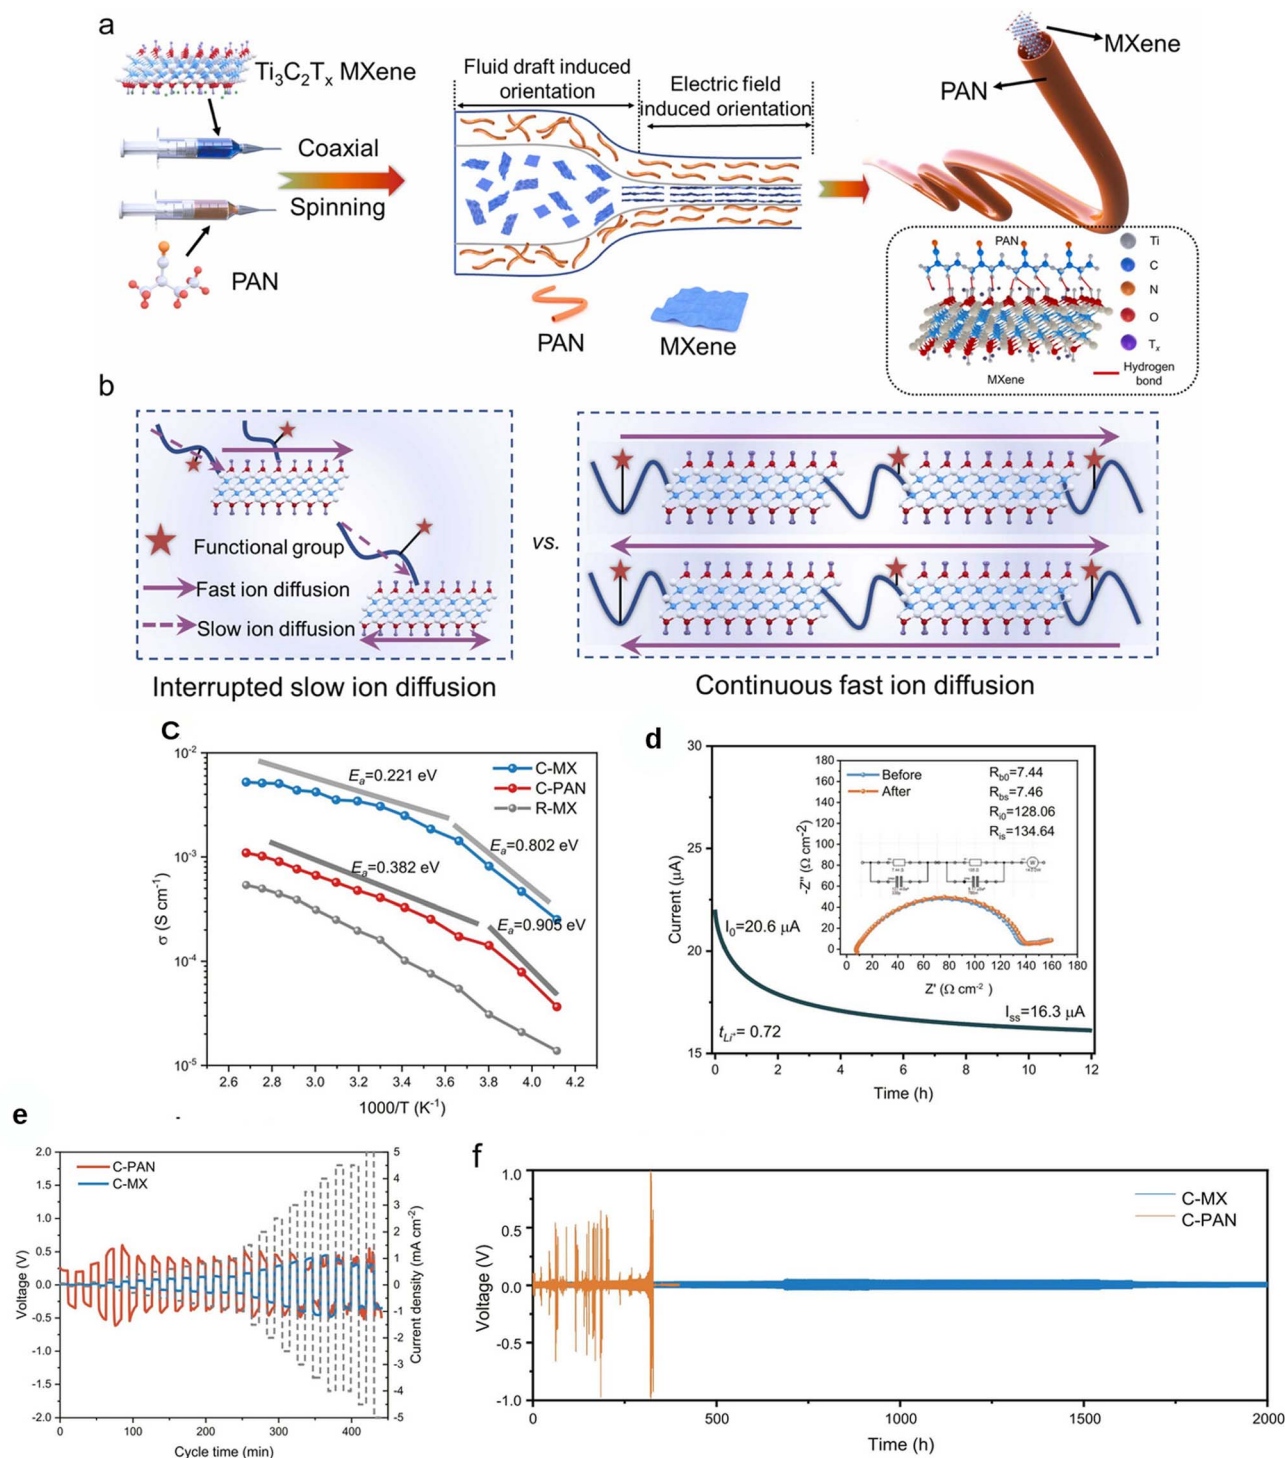 a
Ti₃C₂Tₓ MXene
Coaxial
Spinning
PAN
Fluid draft induced
orientation
Electric field
induced orientation
PAN
MXene
MXene
PAN
PAN
MXene
Ti
C
N
O
Tₓ
Hydrogen
bond
b
Functional group
Fast ion diffusion
Slow ion diffusion
vs.
Interrupted slow ion diffusion
Continuous fast ion diffusion
C
10⁻²
10⁻³
10⁻⁴
10⁻⁵
σ (S cm⁻¹)
Eₐ=0.221 eV
Eₐ=0.802 eV
Eₐ=0.382 eV
Eₐ=0.905 eV
C-MX
C-PAN
R-MX
2.6 2.8 3.0 3.2 3.4 3.6 3.8 4.0 4.2
1000/T (K⁻¹)
d
30
25
20
15
Current (μA)
I₀=20.6 μA
Iₛₛ=16.3 μA
t_Li⁺= 0.72
0 2 4 6 8 10 12
Time (h)
180
160
140
120
100
80
60
40
20
0
-Z'' (Ω cm⁻²)
Before
After
R_b0=7.44
R_bs=7.46
R_i0=128.06
R_is=134.64
0 20 40 60 80 100 120 140 160 180
Z' (Ω cm⁻²)
e
2.0
1.5
1.0
0.5
0.0
-0.5
-1.0
-1.5
-2.0
Voltage (V)
C-PAN
C-MX
5
4
3
2
1
0
-1
-2
-3
-4
-5
Current density (mA cm⁻²)
0 100 200 300 400
Cycle time (min)
f
1.0
0.5
0.0
-0.5
-1.0
Voltage (V)
C-MX
C-PAN
0 500 1000 1500 2000
Time (h)